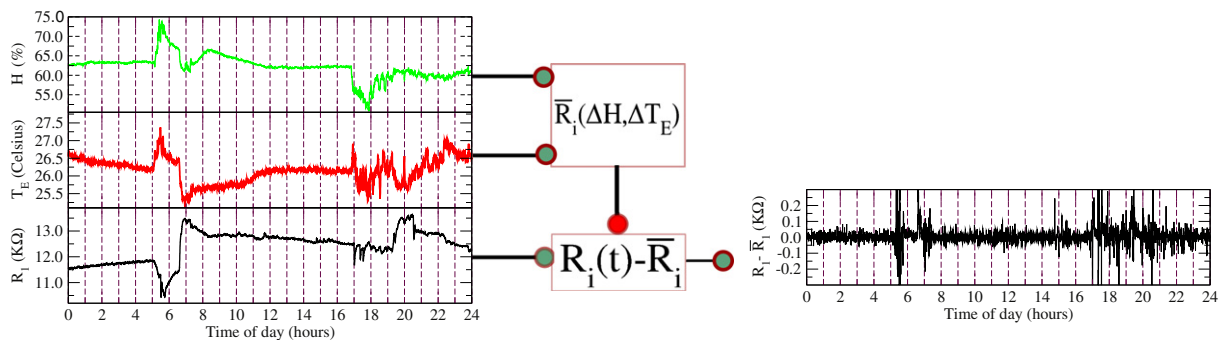 H (%)
75.0
70.0
65.0
60.0
55.0
T_E (Celsius)
27.5
27.0
26.5
26.0
25.5
R_1 (KΩ)
13.0
12.0
11.0
0 2 4 6 8 10 12 14 16 18 20 22 24
Time of day (hours)
R̅_i(ΔH,ΔT_E)
R_i(t)-R̅_i
R_1- R̅_1 (KΩ)
0.2
0.1
0.0
-0.1
-0.2
0 2 4 6 8 10 12 14 16 18 20 22 24
Time of day (hours)